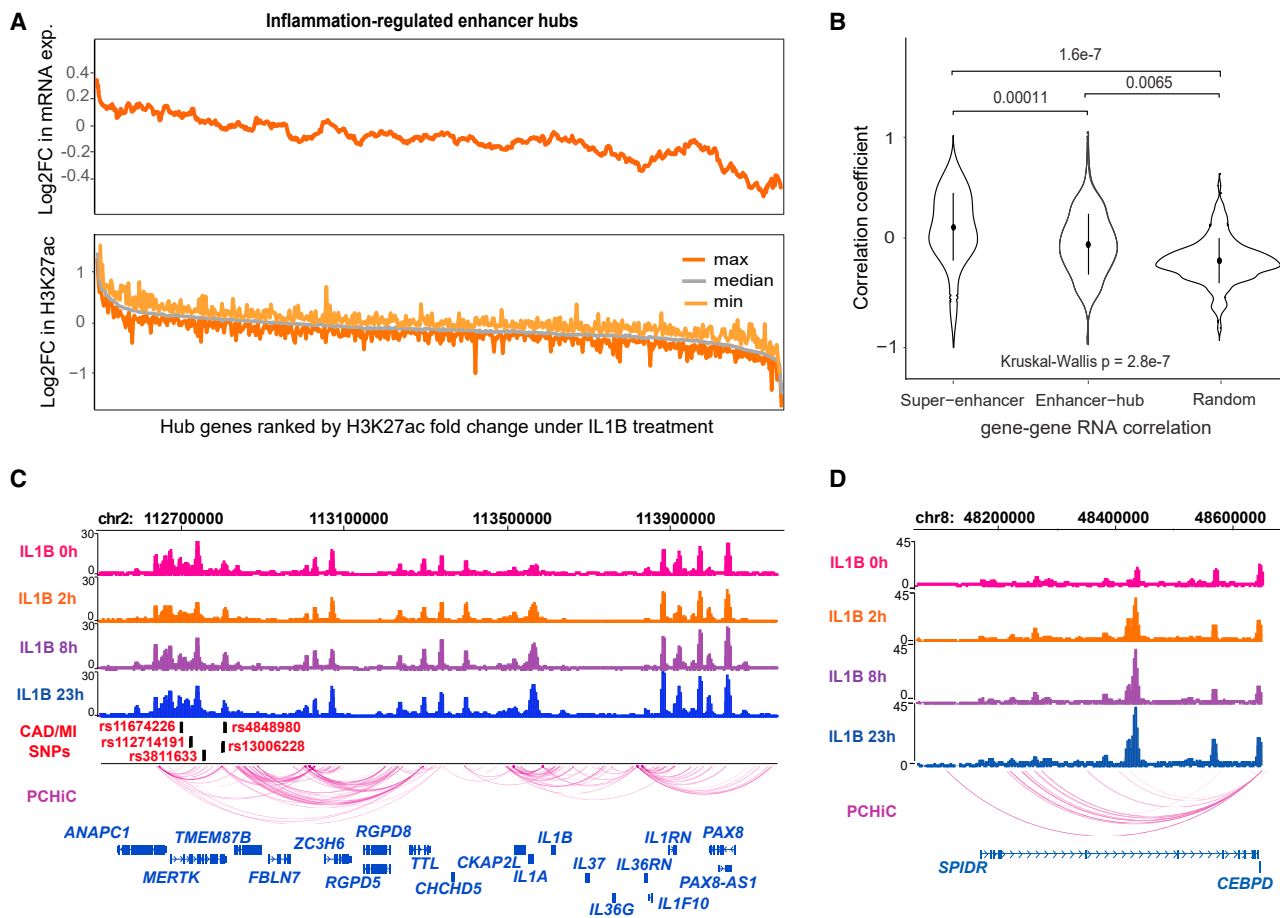 A
Inflammation-regulated enhancer hubs
Log2FC in mRNA exp.
0.4
0.2
0
-0.2
-0.4
Log2FC in H3K27ac
1
0
−1
max
median
min
Hub genes ranked by H3K27ac fold change under IL1B treatment
B
1.6e-7
0.00011
0.0065
Correlation coefficient
1
0
−1
Kruskal-Wallis p = 2.8e-7
Super−enhancer
Enhancer−hub
Random
gene-gene RNA correlation
C
chr2:
112700000
113100000
113500000
113900000
IL1B 0h
30
0
IL1B 2h
30
0
IL1B 8h
30
0
IL1B 23h
30
0
CAD/MI
SNPs
rs11674226
rs4848980
rs112714191
rs13006228
rs3811633
PCHiC
ANAPC1
TMEM87B
RGPD8
IL1B
IL1RN
PAX8
ZC3H6
MERTK
FBLN7
RGPD5
TTL
CKAP2L
IL37
IL36RN
PAX8-AS1
CHCHD5
IL1A
IL36G
IL1F10
D
chr8:
48200000
48400000
48600000
IL1B 0h
45
0
IL1B 2h
45
0
IL1B 8h
45
0
IL1B 23h
45
0
PCHiC
SPIDR
CEBPD